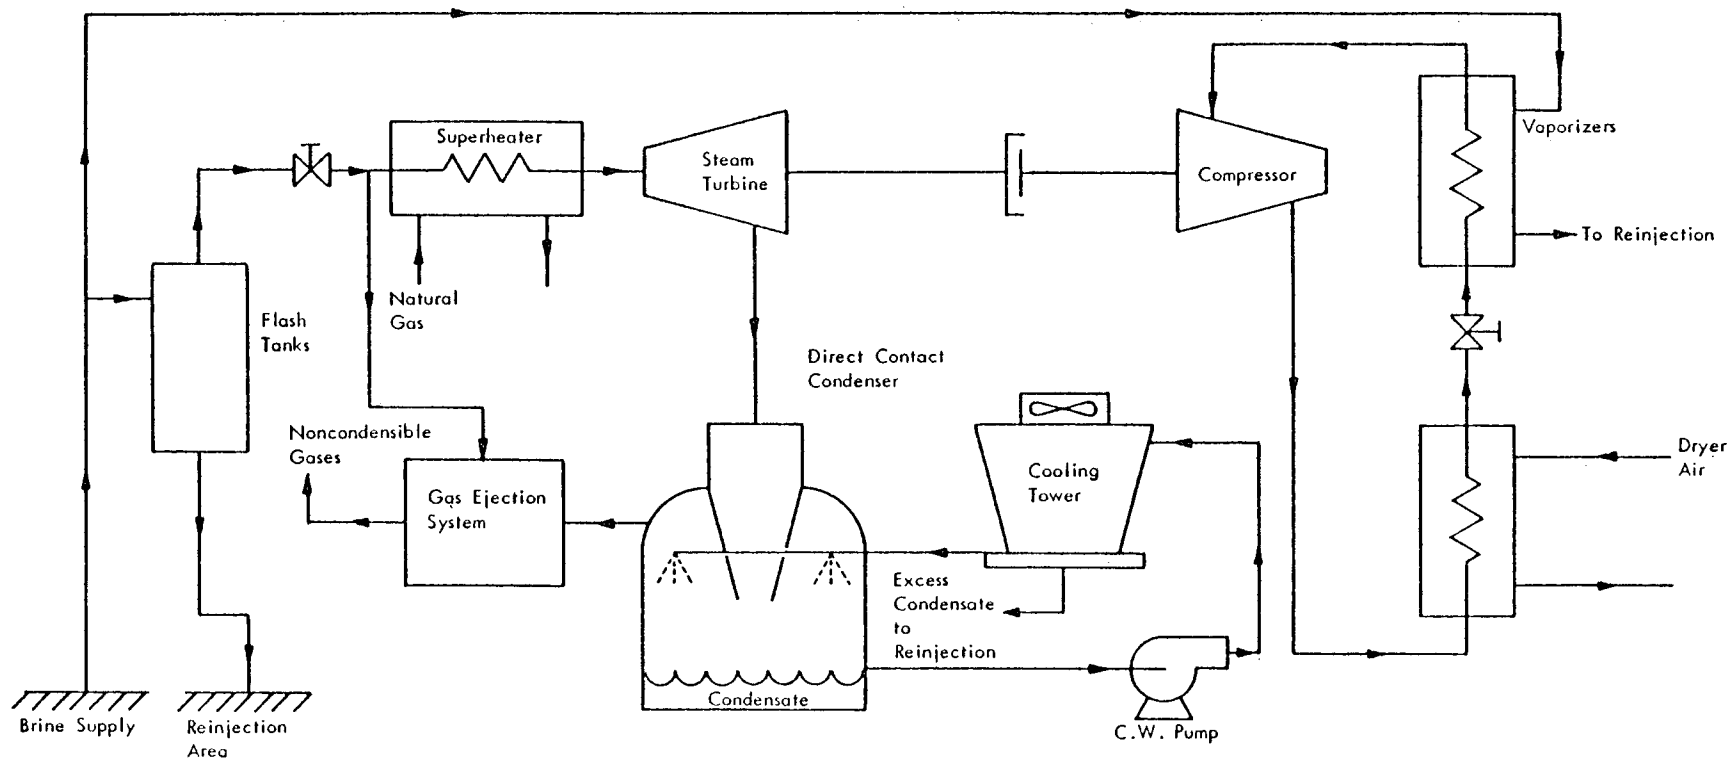 Superheater
Steam
Turbine
Compressor
Vaporizers
To Reinjection
Natural
Gas
Flash
Tanks
Direct Contact
Condenser
Noncondensible
Gases
Gas Ejection
System
Cooling
Tower
Dryer
Air
Excess
Condensate
to
Reinjection
Condensate
Brine Supply
Reinjection
Area
C.W. Pump